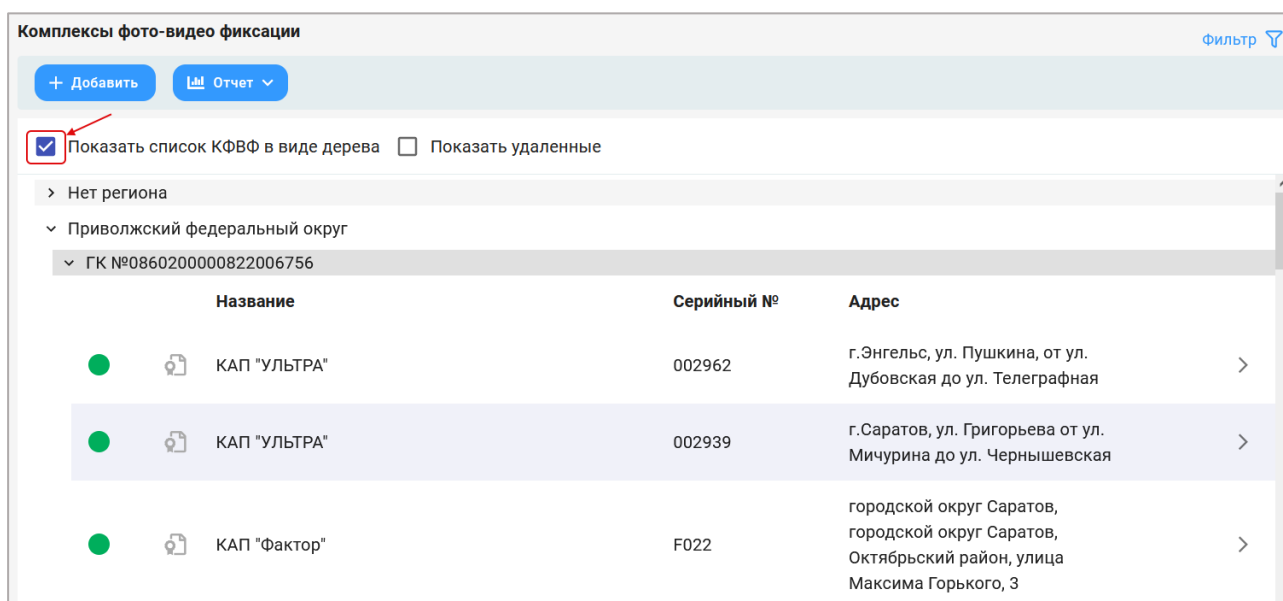 Комплексы фото-видео фиксации
Фильтр
+ Добавить
Отчет
Показать список КФВФ в виде дерева
Показать удаленные
Нет региона
Приволжский федеральный округ
ГК №0860200000822006756
Название Серийный № Адрес
КАП "УЛЬТРА" 002962 г.Энгельс, ул. Пушкина, от ул.
Дубовская до ул. Телеграфная
КАП "УЛЬТРА" 002939 г.Саратов, ул. Григорьева от ул.
Мичурина до ул. Чернышевская
КАП "Фактор" F022 городской округ Саратов,
городской округ Саратов,
Октябрьский район, улица
Максима Горького, 3